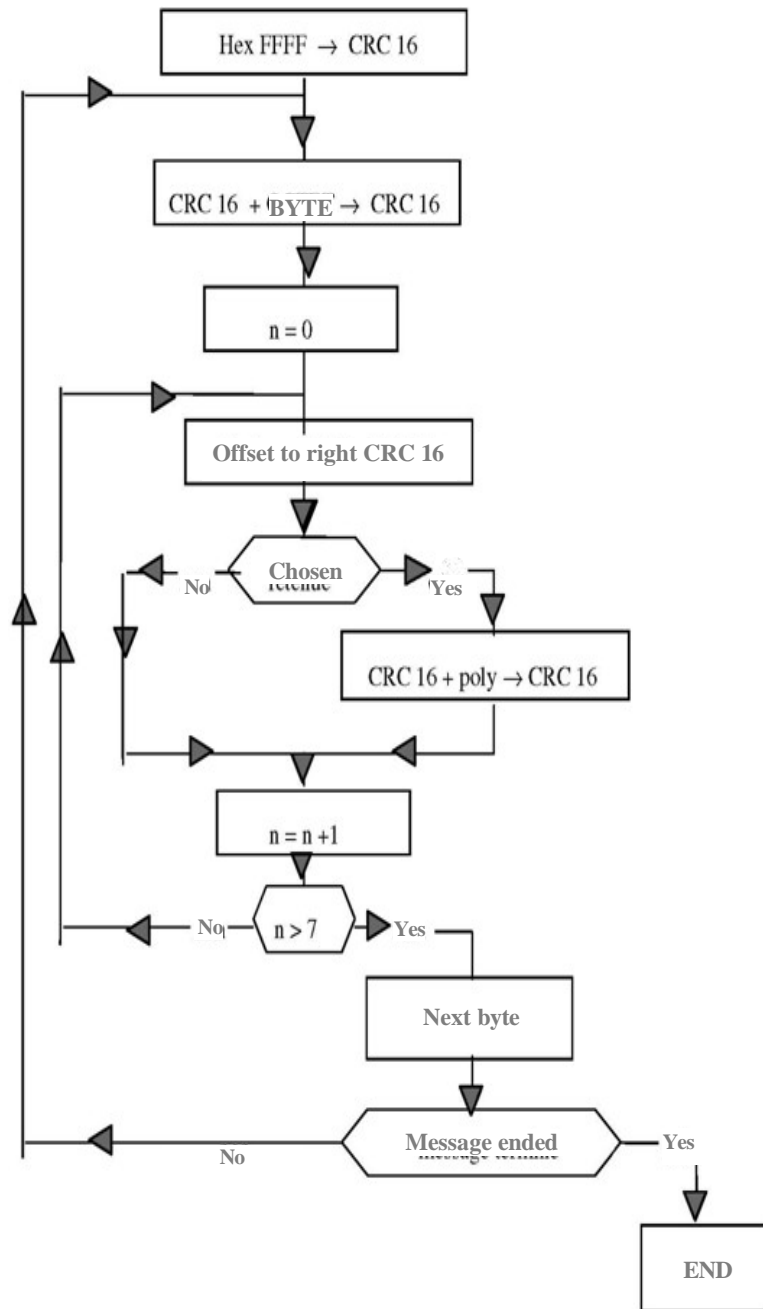 Hex FFFF → CRC 16
CRC 16 + BYTE → CRC 16
n = 0
Offset to right CRC 16
Chosen
No
Yes
CRC 16 + poly → CRC 16
n = n +1
n > 7
No
Yes
Next byte
Message ended
No
Yes
END